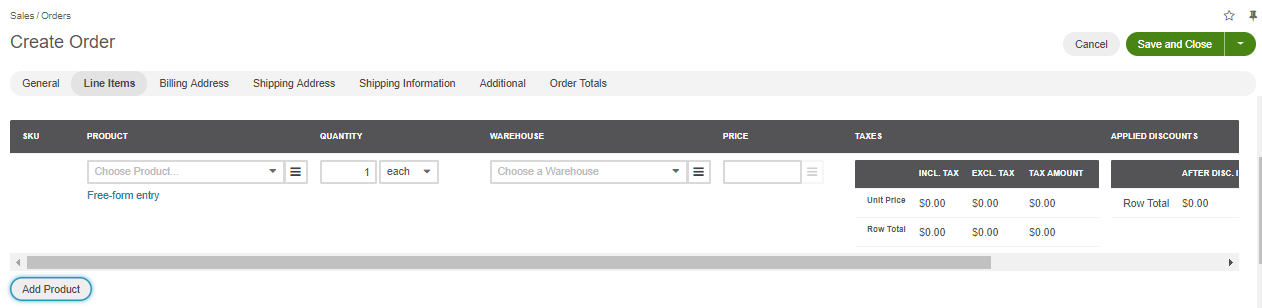 Sales / Orders
Create Order
Cancel
Save and Close
General
Line Items
Billing Address
Shipping Address
Shipping Information
Additional
Order Totals
SKU
PRODUCT
QUANTITY
WAREHOUSE
PRICE
TAXES
APPLIED DISCOUNTS
Choose Product...
1
each
Choose a Warehouse
Free-form entry
INCL. TAX
EXCL. TAX
TAX AMOUNT
Unit Price
$0.00
$0.00
$0.00
Row Total
$0.00
$0.00
$0.00
AFTER DISC. I
Row Total
$0.00
Add Product